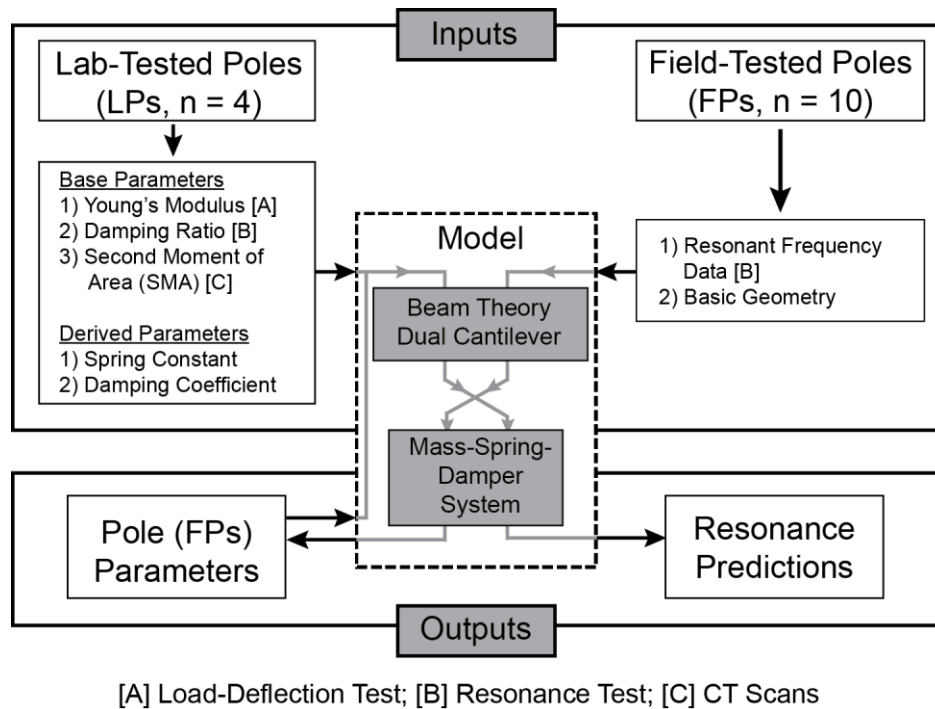 Inputs
Lab-Tested Poles
(LPs, n = 4)
Field-Tested Poles
(FPs, n = 10)
Base Parameters
1) Young's Modulus [A]
2) Damping Ratio [B]
3) Second Moment of
Area (SMA) [C]
Derived Parameters
1) Spring Constant
2) Damping Coefficient
Model
Beam Theory
Dual Cantilever
Mass-Spring-
Damper
System
1) Resonant Frequency
Data [B]
2) Basic Geometry
Pole (FPs)
Parameters
Resonance
Predictions
Outputs
[A] Load-Deflection Test; [B] Resonance Test; [C] CT Scans